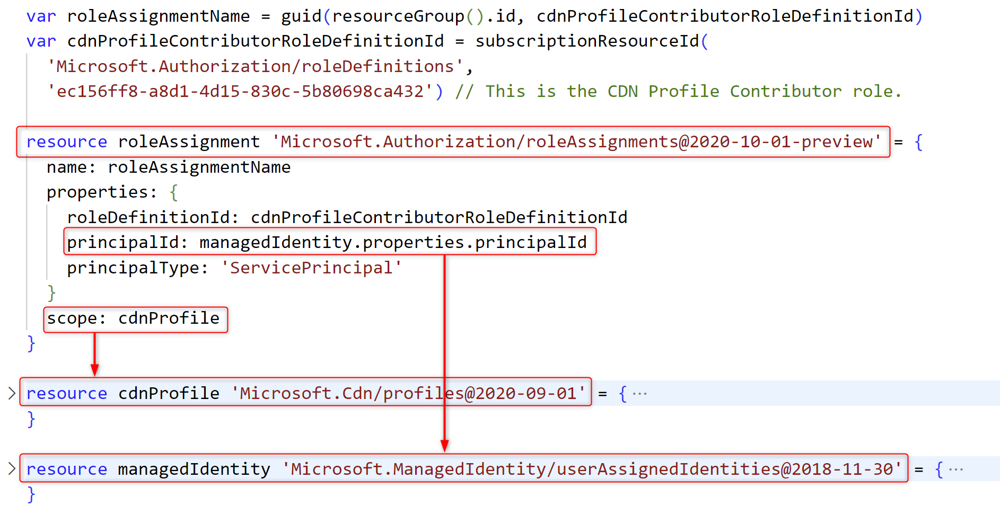 var roleAssignmentName = guid(resourceGroup().id, cdnProfileContributorRoleDefinitionId)
var cdnProfileContributorRoleDefinitionId = subscriptionResourceId(
'Microsoft.Authorization/roleDefinitions',
'ec156ff8-a8d1-4d15-830c-5b80698ca432') // This is the CDN Profile Contributor role.
resource roleAssignment 'Microsoft.Authorization/roleAssignments@2020-10-01-preview' = {
name: roleAssignmentName
properties: {
roleDefinitionId: cdnProfileContributorRoleDefinitionId
principalId: managedIdentity.properties.principalId
principalType: 'ServicePrincipal'
}
scope: cdnProfile
}
resource cdnProfile 'Microsoft.Cdn/profiles@2020-09-01' = { ···
}
resource managedIdentity 'Microsoft.ManagedIdentity/userAssignedIdentities@2018-11-30' = { ···
}